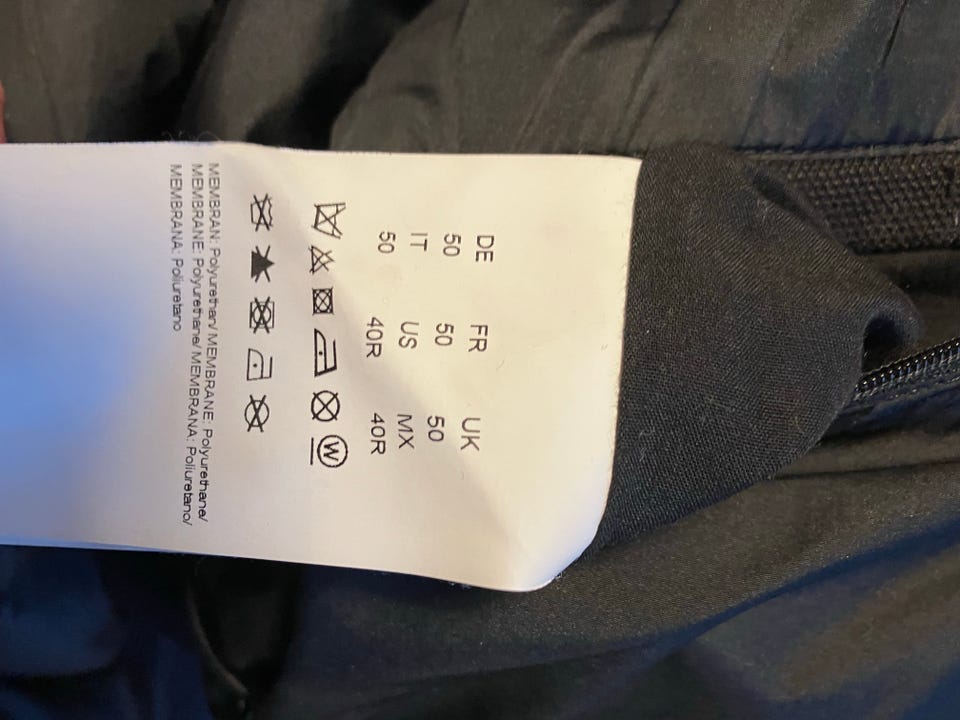 DE FR UK
50 50 50
IT US MX
50 40R 40R
W
MEMBRAN: Polyurethan/ MEMBRANE: Polyurethane/
MEMBRANE: Polyurethane/ MEMBRANA: Poliuretano/
MEMBRANA: Poliuretano